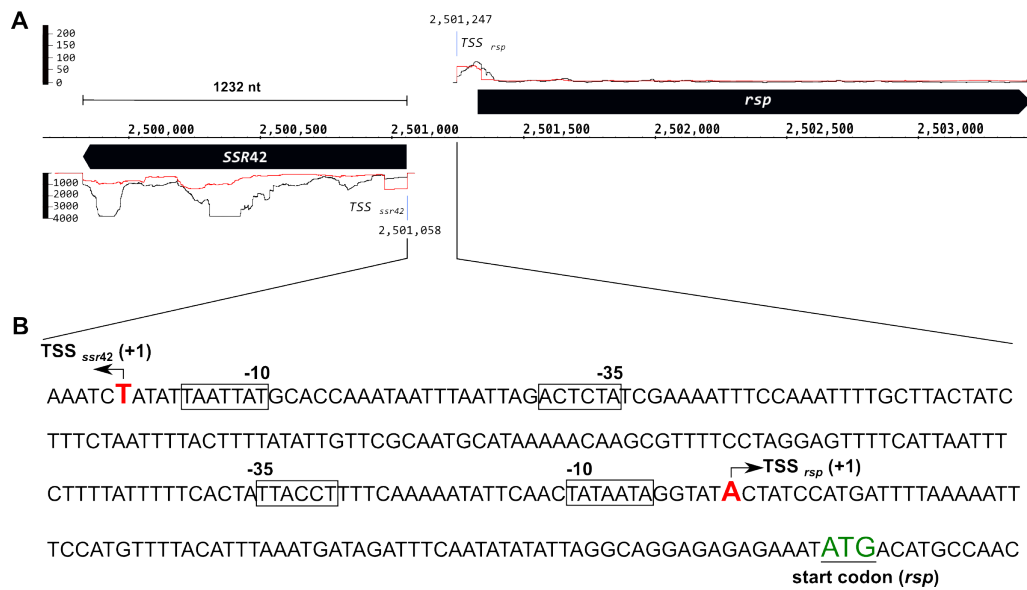 A
2,501,247
200
150
100
50
0
TSS rsp
1232 nt
rsp
2,500,000 2,500,500 2,501,000 2,501,500 2,502,000 2,502,500 2,503,000
SSR42
1000
2000
3000
4000
TSS ssr42
2,501,058
B
TSS ssr42 (+1)
-10 -35
AAATCTATATTAATTATGCACCAAATAATTTAATTAGACTCTATCGAAAATTTCCAAATTTTGCTTACTATC
TTTCTAATTTTACTTTTATATTGTTCGCAATGCATAAAAACAAGCGTTTTCCTAGGAGTTTTCATTAATTT
-35 -10 TSS rsp (+1)
CTTTTATTTTTCACTATTACCTTTTCAAAAATATTCAACTATAATAGGTATACTATCCATGATTTTAAAAATT
TCCATGTTTTACATTTAAATGATAGATTTCAATATATATTAGGCAGGAGAGAGAAATATGACATGCCAAC
start codon (rsp)